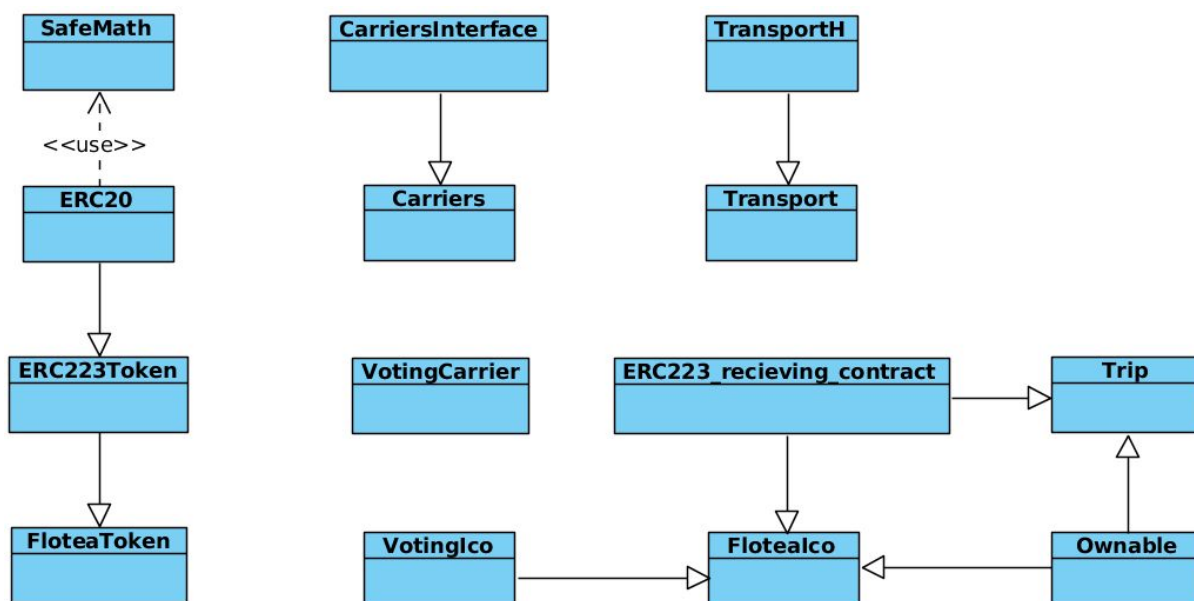 SafeMath
CarriersInterface
TransportH
<<use>>
ERC20
Carriers
Transport
ERC223Token
VotingCarrier
ERC223_recieving_contract
Trip
FloteaToken
VotingIco
FloteaIco
Ownable